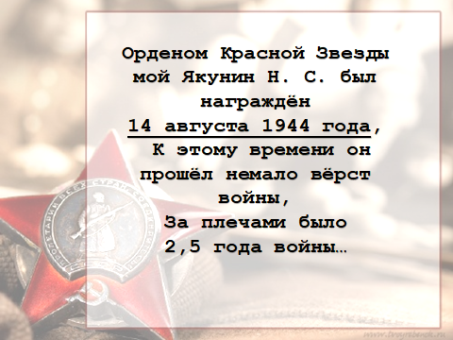 Орденом Красной Звезды
мой Якунин Н. С. был
награждён
14 августа 1944 года,
К этому времени он
прошёл немало вёрст
войны,
За плечами было
2,5 года войны…